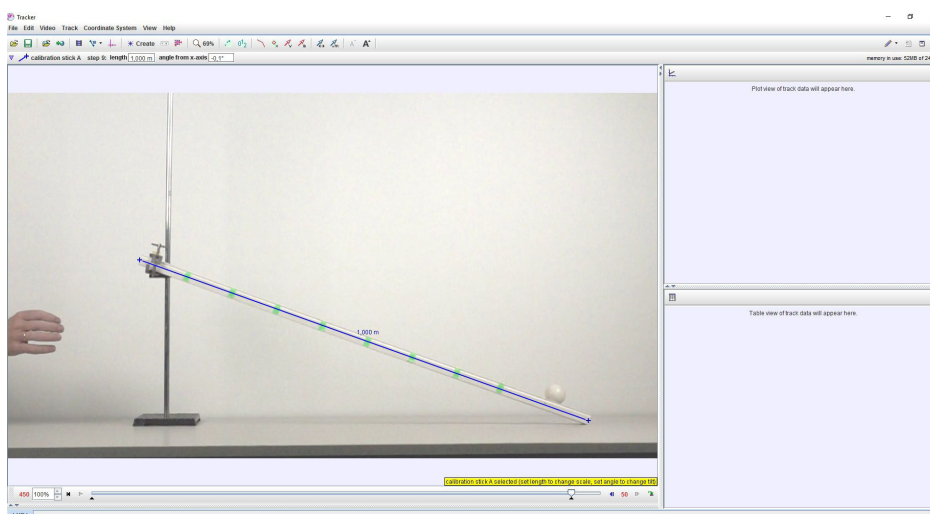 Tracker
File Edit Video Track Coordinate System View Help
Create 69%
calibration stick A step 9: length 1,000 m angle from x-axis -0,1°
memory in use: 52MB of 24
Plot view of track data will appear here.
1,000 m
Table view of track data will appear here.
calibration stick A selected (set length to change scale, set angle to change tilt)
450 100% 50